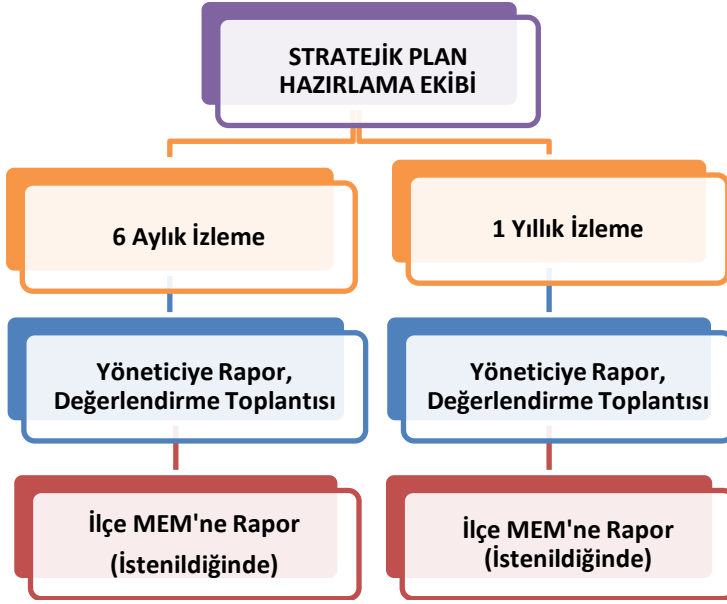 STRATEJİK PLAN
HAZIRLAMA EKİBİ
6 Aylık İzleme
1 Yıllık İzleme
Yöneticiye Rapor,
Değerlendirme Toplantısı
Yöneticiye Rapor,
Değerlendirme Toplantısı
İlçe MEM'ne Rapor
(İstenildiğinde)
İlçe MEM'ne Rapor
(İstenildiğinde)